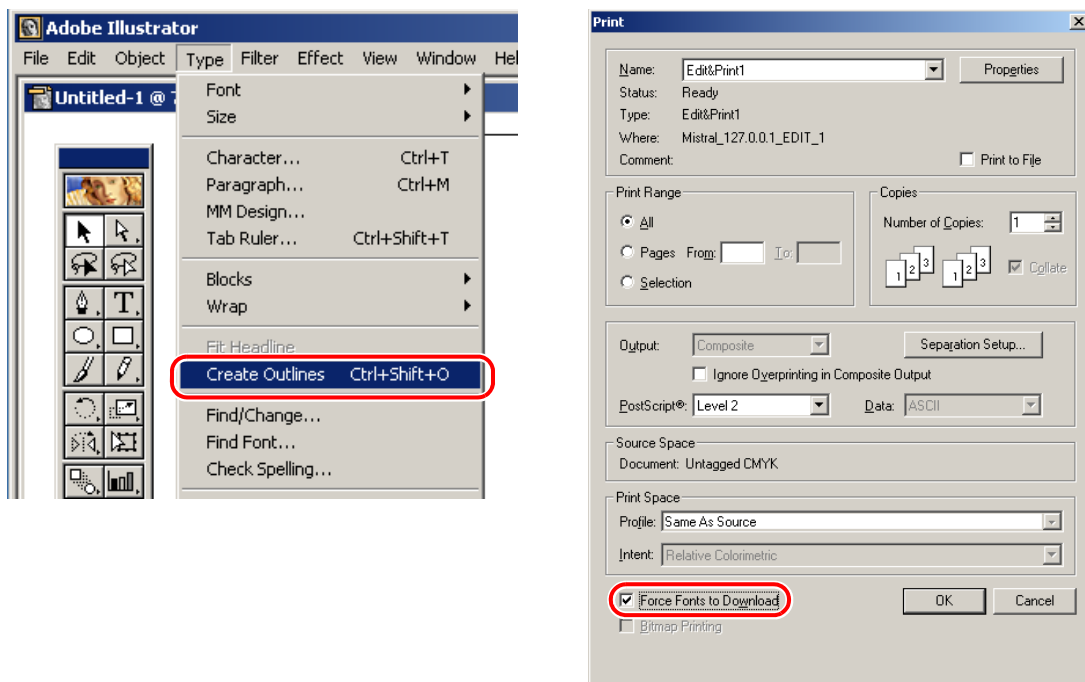 Adobe Illustrator
File Edit Object Type Filter Effect View Window Hel
Untitled-1 @ 7
Font
Size
Character... Ctrl+T
Paragraph... Ctrl+M
MM Design...
Tab Ruler... Ctrl+Shift+T
Blocks
Wrap
Fit Headline
Create Outlines Ctrl+Shift+O
Find/Change...
Find Font...
Check Spelling...
T
Print
Name: Edit&Print1 Properties
Status: Ready
Type: Edit&Print1
Where: Mistral_127.0.0.1_EDIT_1
Comment: Print to File
Print Range
All
Pages From: To:
Selection
Copies
Number of Copies: 1
1 2 3 1 2 3 Collate
Output: Composite Separation Setup...
Ignore Overprinting in Composite Output
PostScript®: Level 2 Data: ASCII
Source Space
Document: Untagged CMYK
Print Space
Profile: Same As Source
Intent: Relative Colorimetric
Force Fonts to Download OK Cancel
Bitmap Printing